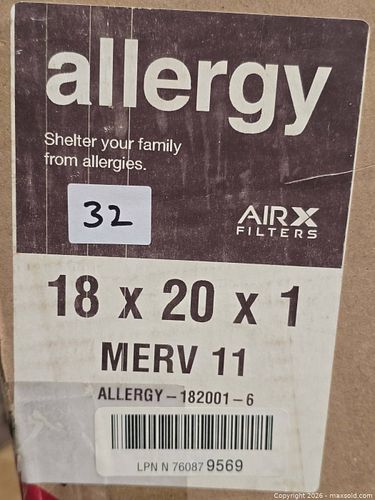 allergy
Shelter your family
from allergies.
32
AIRX
FILTERS
18 x 20 x 1
MERV 11
ALLERGY-182001-6
LPN N 76087 9569
Copyright 2026 - maxsold.com